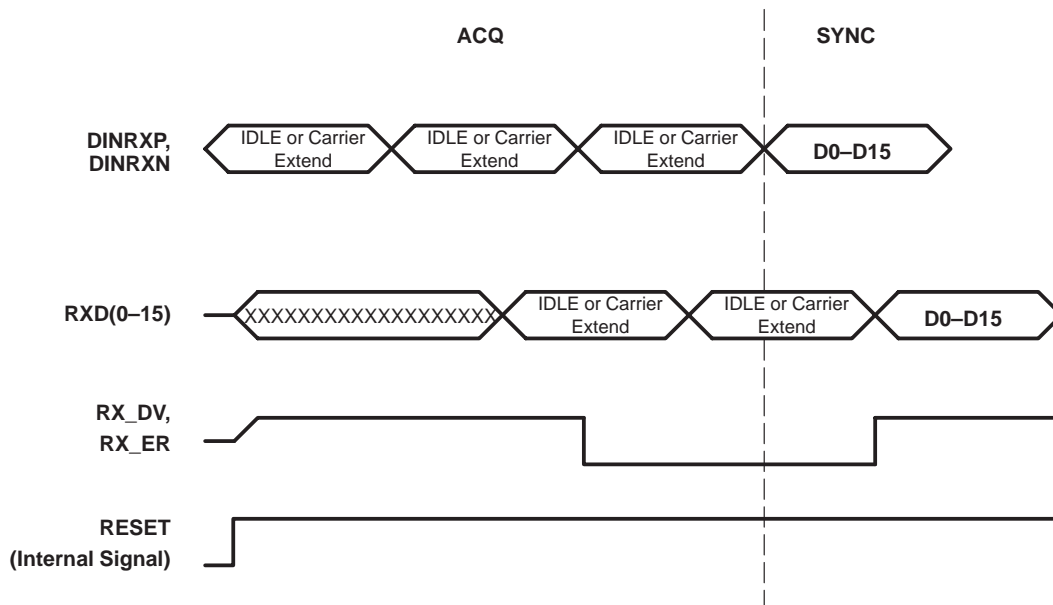 ACQ
SYNC
DINRXP,
DINRXN
IDLE or Carrier
Extend
IDLE or Carrier
Extend
IDLE or Carrier
Extend
D0–D15
RXD(0–15)
XXXXXXXXXXXXXXXXXXX
IDLE or Carrier
Extend
IDLE or Carrier
Extend
D0–D15
RX_DV,
RX_ER
RESET
(Internal Signal)